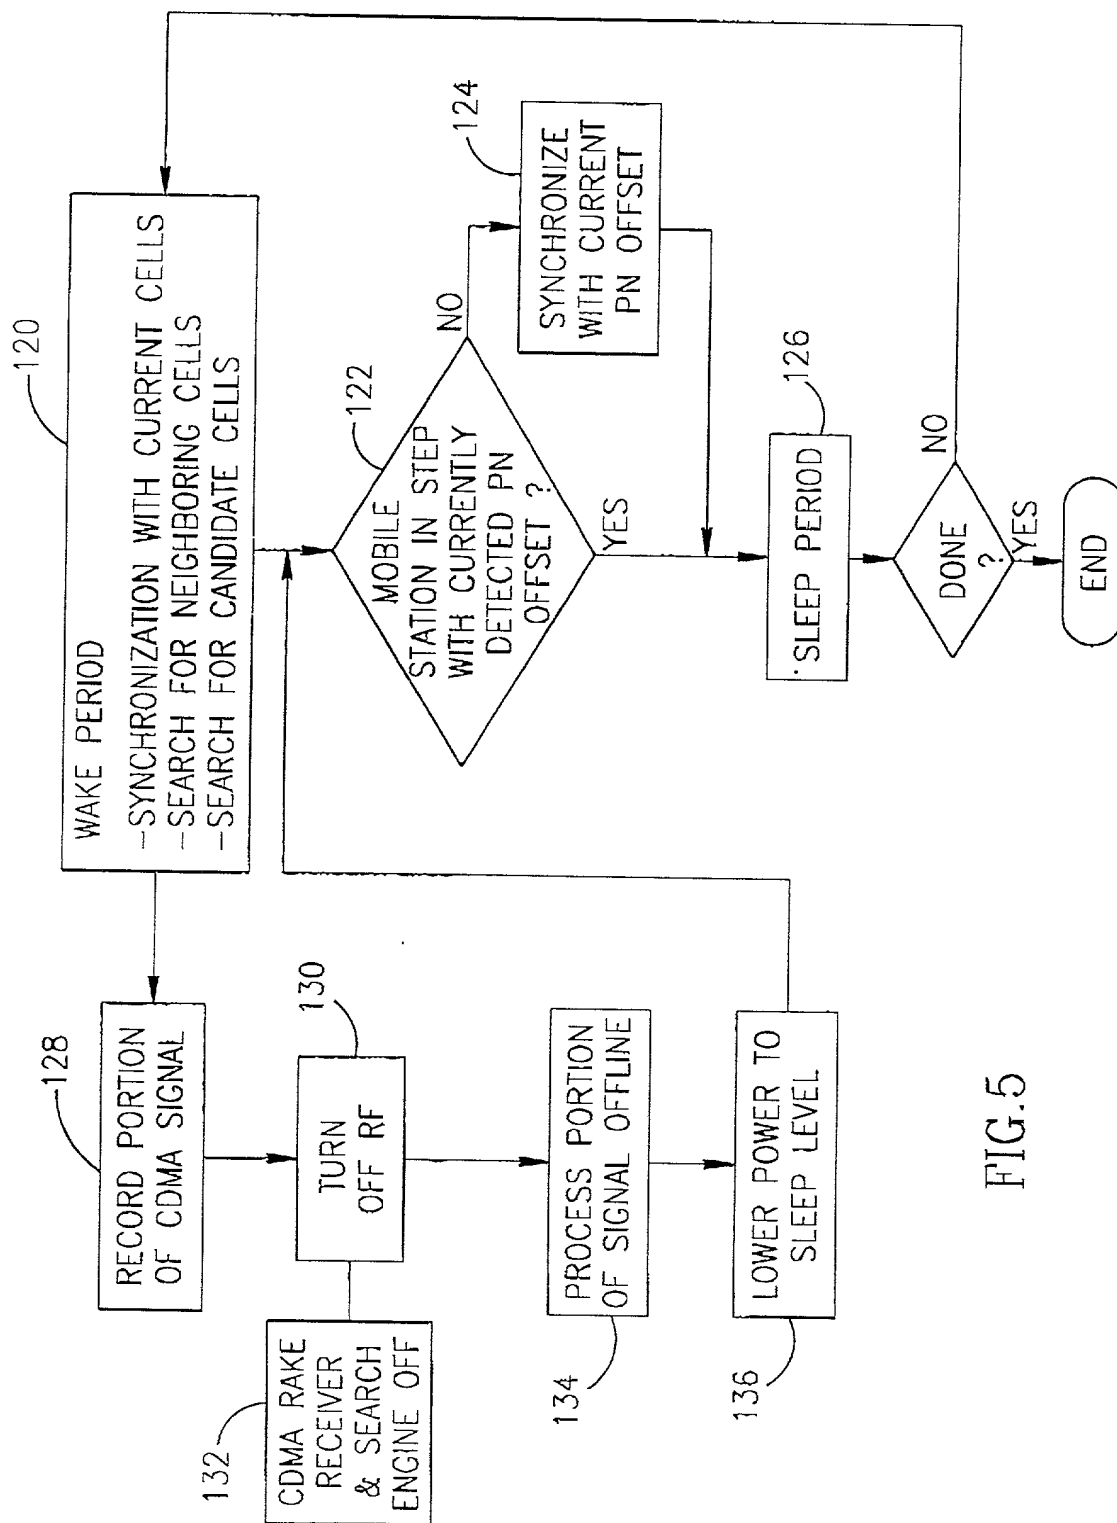 120
WAKE PERIOD
-SYNCHRONIZATION WITH CURRENT CELLS
-SEARCH FOR NEIGHBORING CELLS
-SEARCH FOR CANDIDATE CELLS
128
RECORD PORTION
OF CDMA SIGNAL
130
TURN
OFF RF
132
CDMA RAKE
RECEIVER
& SEARCH
ENGINE OFF
134
PROCESS PORTION
OF SIGNAL OFFLINE
136
LOWER POWER TO
SLEEP LEVEL
122
MOBILE
STATION IN STEP
WITH CURRENTLY
DETECTED PN
OFFSET ?
NO
YES
124
SYNCHRONIZE
WITH CURRENT
PN OFFSET
126
SLEEP PERIOD
DONE
?
NO
YES
END
FIG.5